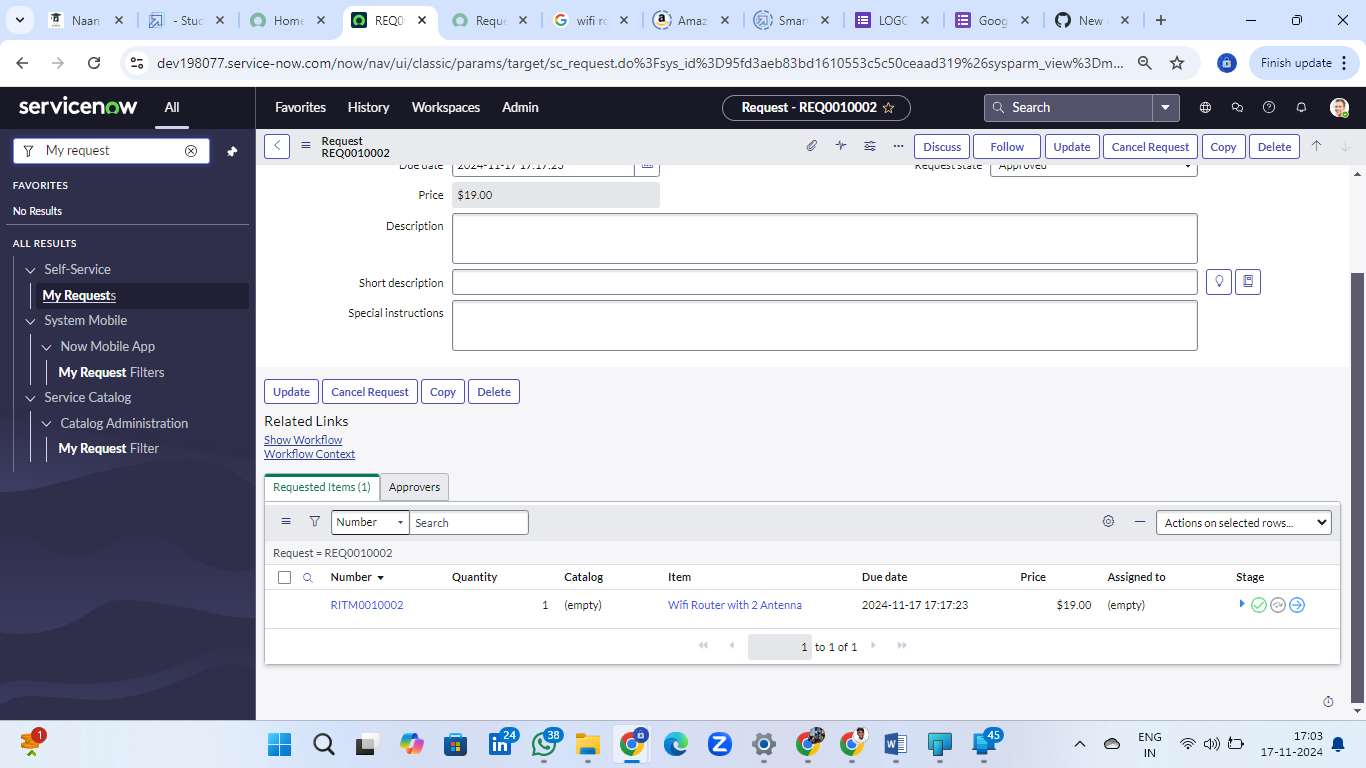 Naan
- Stud
Home
REQ0
Reque
wifi ro
Amaz
Smar
LOGO
Goog
New
dev198077.service-now.com/now/nav/ui/classic/params/target/sc_request.do%3Fsys_id%3D95fd3aeb83bd1610553c5c50ceaad319%26sysparm_view%3Dm...
Finish update
servicenow
All
Favorites
History
Workspaces
Admin
Request - REQ0010002
Search
My request
FAVORITES
No Results
ALL RESULTS
Self-Service
My Requests
System Mobile
Now Mobile App
My Request Filters
Service Catalog
Catalog Administration
My Request Filter
Request
REQ0010002
Discuss
Follow
Update
Cancel Request
Copy
Delete
Due date 2024-11-17 17:17:23
Request state Approved
Price $19.00
Description
Short description
Special instructions
Update
Cancel Request
Copy
Delete
Related Links
Show Workflow
Workflow Context
Requested Items (1)
Approvers
Number
Search
Actions on selected rows...
Request = REQ0010002
Number Quantity Catalog Item Due date Price Assigned to Stage
RITM0010002 1 (empty) Wifi Router with 2 Antenna 2024-11-17 17:17:23 $19.00 (empty)
1 to 1 of 1
1
24
38
45
ENG
IN
17:03
17-11-2024